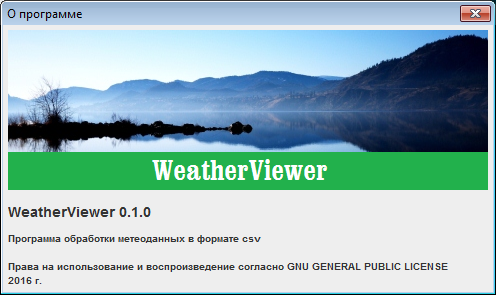 О программе
WeatherViewer
WeatherViewer 0.1.0
Программа обработки метеоданных в формате csv
Права на использование и воспроизведение согласно GNU GENERAL PUBLIC LICENSE
2016 г.